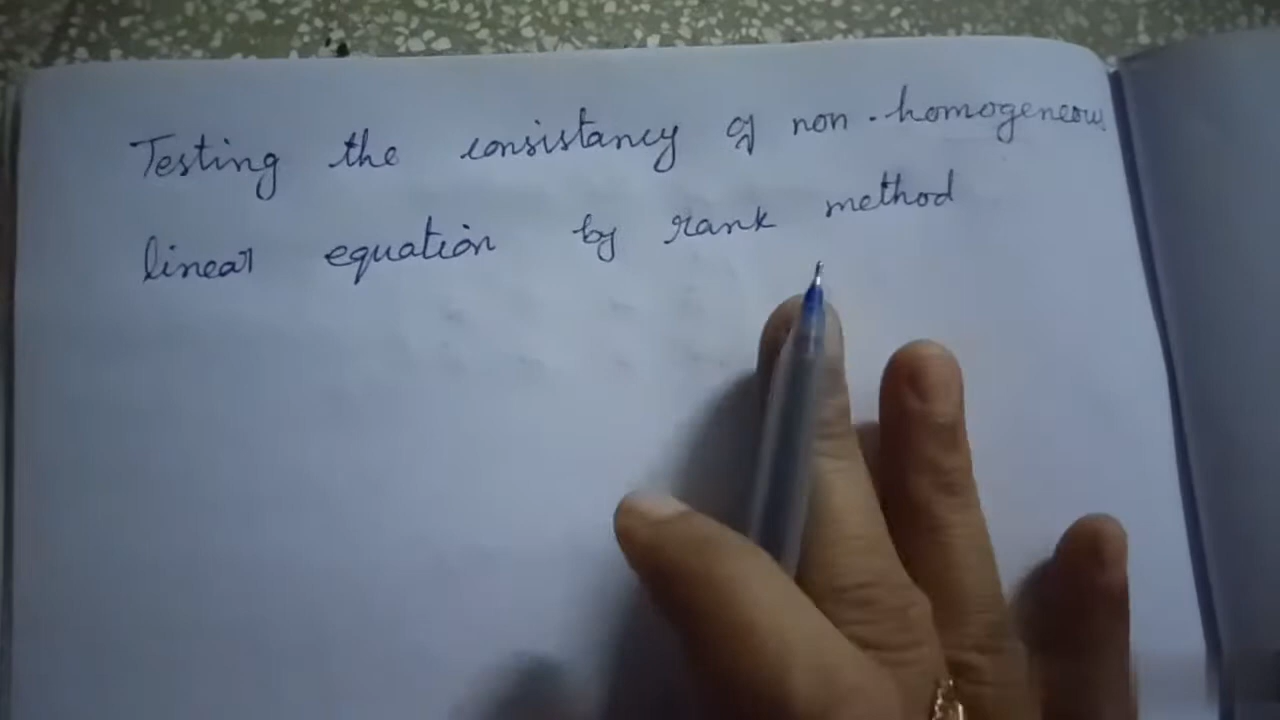 Testing the consistancy of non-homogeneous
linear equation by rank method